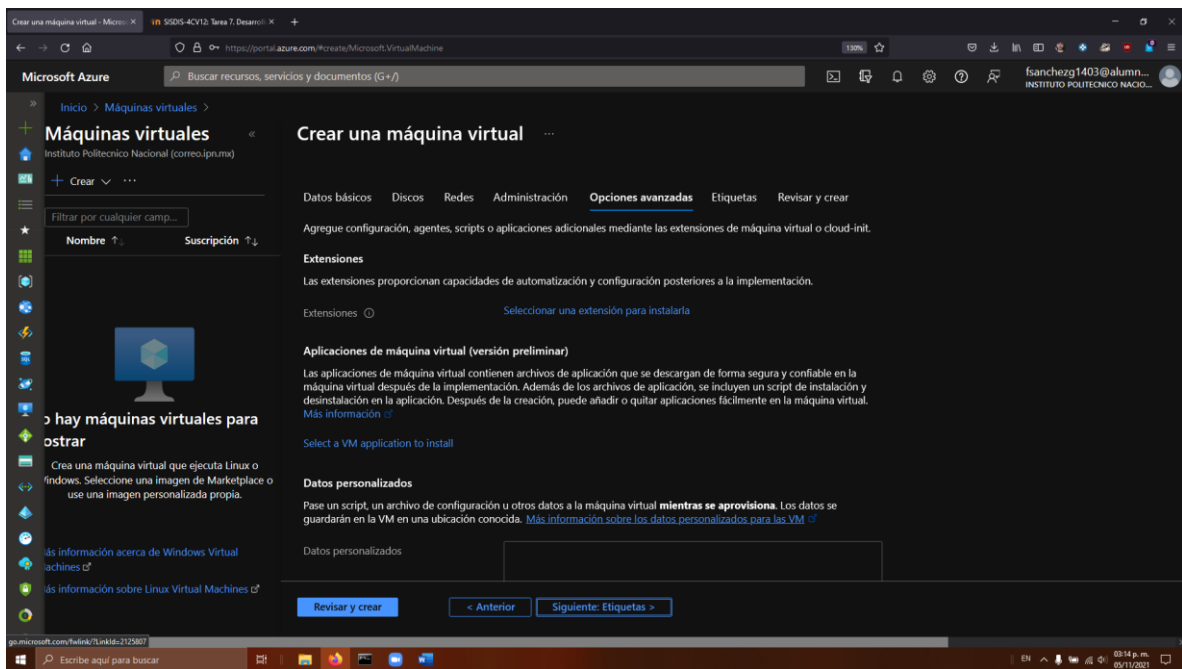 Crear una máquina virtual - Micros
SISDIS-4CV12: Tarea 7. Desarroll
https://portal.azure.com/#create/Microsoft.VirtualMachine
130%
Microsoft Azure
Buscar recursos, servicios y documentos (G+/)
fsanchezg1403@alumn...
INSTITUTO POLITECNICO NACIO...
Inicio > Máquinas virtuales >
Máquinas virtuales
Instituto Politecnico Nacional (correo.ipn.mx)
+ Crear ...
Filtrar por cualquier camp...
Nombre ↑↓ Suscripción ↑↓
o hay máquinas virtuales para
ostrar
Crea una máquina virtual que ejecuta Linux o
Windows. Seleccione una imagen de Marketplace o
use una imagen personalizada propia.
ás información acerca de Windows Virtual
achines
ás información sobre Linux Virtual Machines
Crear una máquina virtual ...
Datos básicos Discos Redes Administración Opciones avanzadas Etiquetas Revisar y crear
Agregue configuración, agentes, scripts o aplicaciones adicionales mediante las extensiones de máquina virtual o cloud-init.
Extensiones
Las extensiones proporcionan capacidades de automatización y configuración posteriores a la implementación.
Extensiones Seleccionar una extensión para instalarla
Aplicaciones de máquina virtual (versión preliminar)
Las aplicaciones de máquina virtual contienen archivos de aplicación que se descargan de forma segura y confiable en la
máquina virtual después de la implementación. Además de los archivos de aplicación, se incluyen un script de instalación y
desinstalación en la aplicación. Después de la creación, puede añadir o quitar aplicaciones fácilmente en la máquina virtual.
Más información
Select a VM application to install
Datos personalizados
Pase un script, un archivo de configuración u otros datos a la máquina virtual mientras se aprovisiona. Los datos se
guardarán en la VM en una ubicación conocida. Más información sobre los datos personalizados para las VM
Datos personalizados
Revisar y crear < Anterior Siguiente: Etiquetas >
go.microsoft.com/fwlink/?LinkId=2125807
Escribe aquí para buscar
EN
03:14 p. m.
05/11/2021